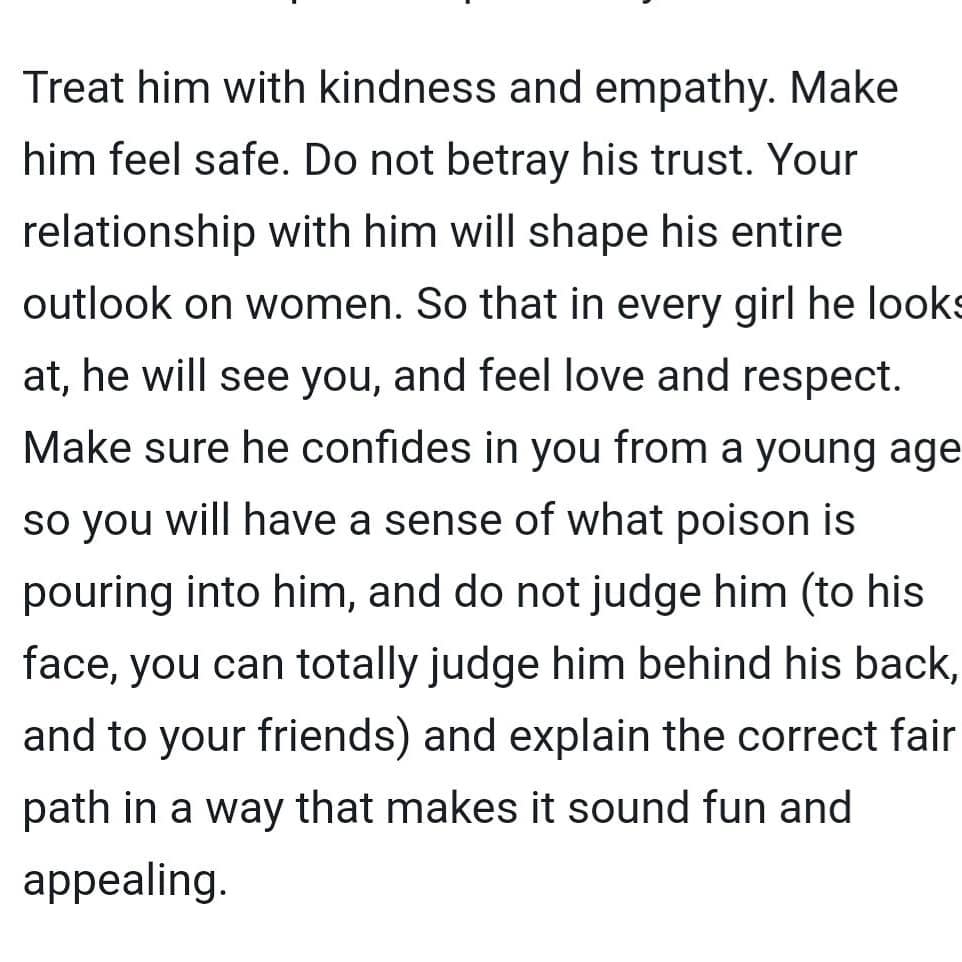 Treat him with kindness and empathy. Make
him feel safe. Do not betray his trust. Your
relationship with him will shape his entire
outlook on women. So that in every girl he looks
at, he will see you, and feel love and respect.
Make sure he confides in you from a young age
so you will have a sense of what poison is
pouring into him, and do not judge him (to his
face, you can totally judge him behind his back,
and to your friends) and explain the correct fair
path in a way that makes it sound fun and
appealing.